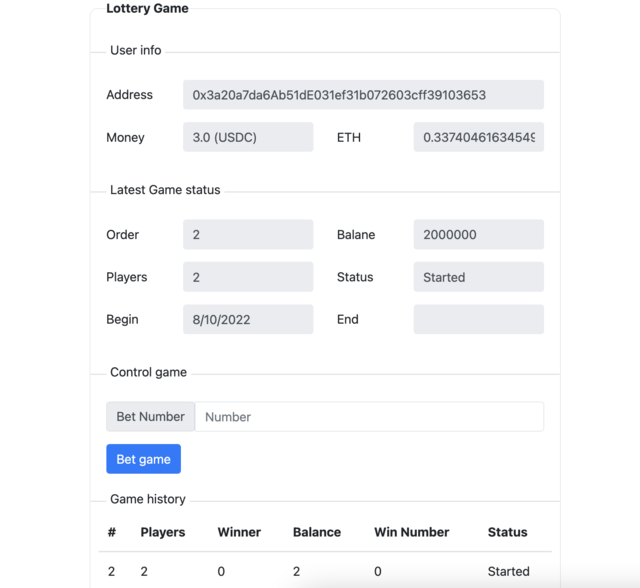 Lottery Game
User info
Address 0x3a20a7da6Ab51dE031ef31b072603cff39103653
Money 3.0 (USDC) ETH 0.33740461634549
Latest Game status
Order 2 Balane 2000000
Players 2 Status Started
Begin 8/10/2022 End
Control game
Bet Number Number
Bet game
Game history
# Players Winner Balance Win Number Status
2 2 0 2 0 Started